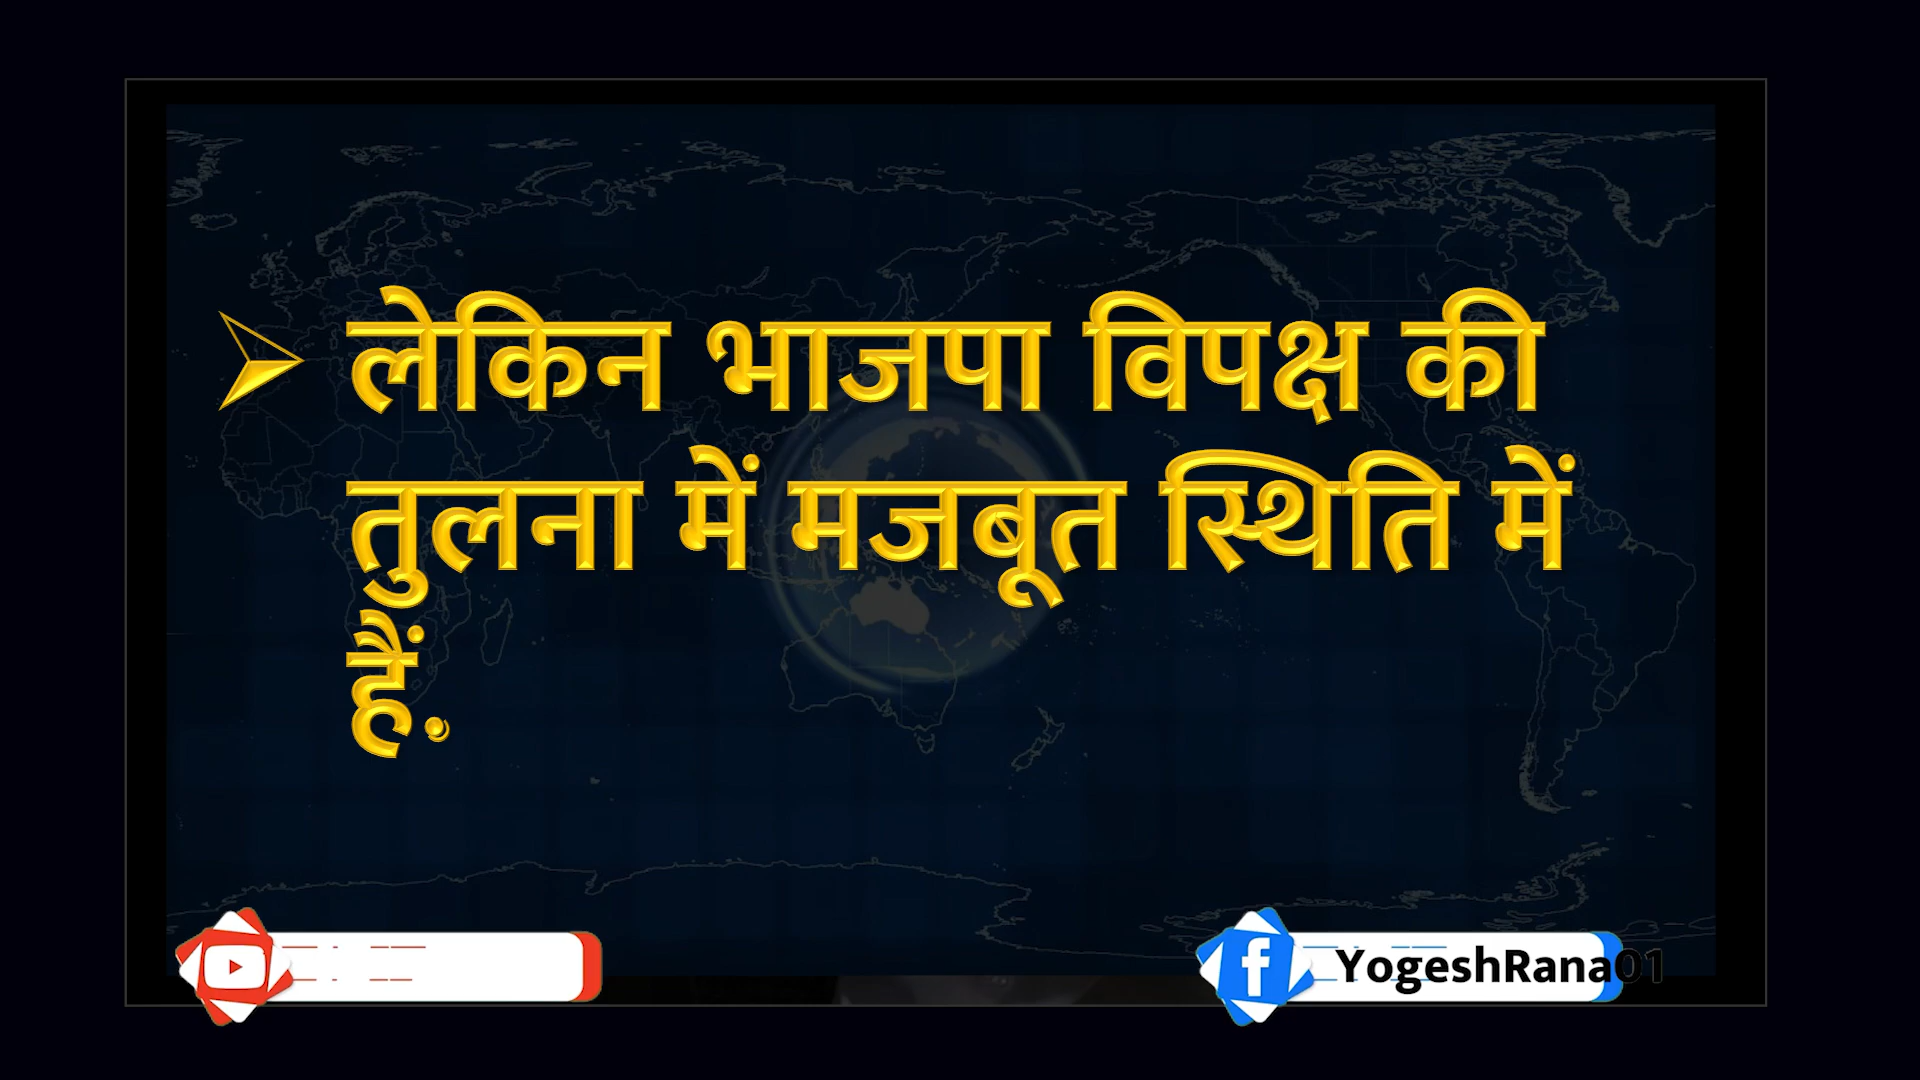 लेकिन भाजपा विपक्ष की
तुलना में मजबूत स्थिति में
हैं.
YogeshRana01